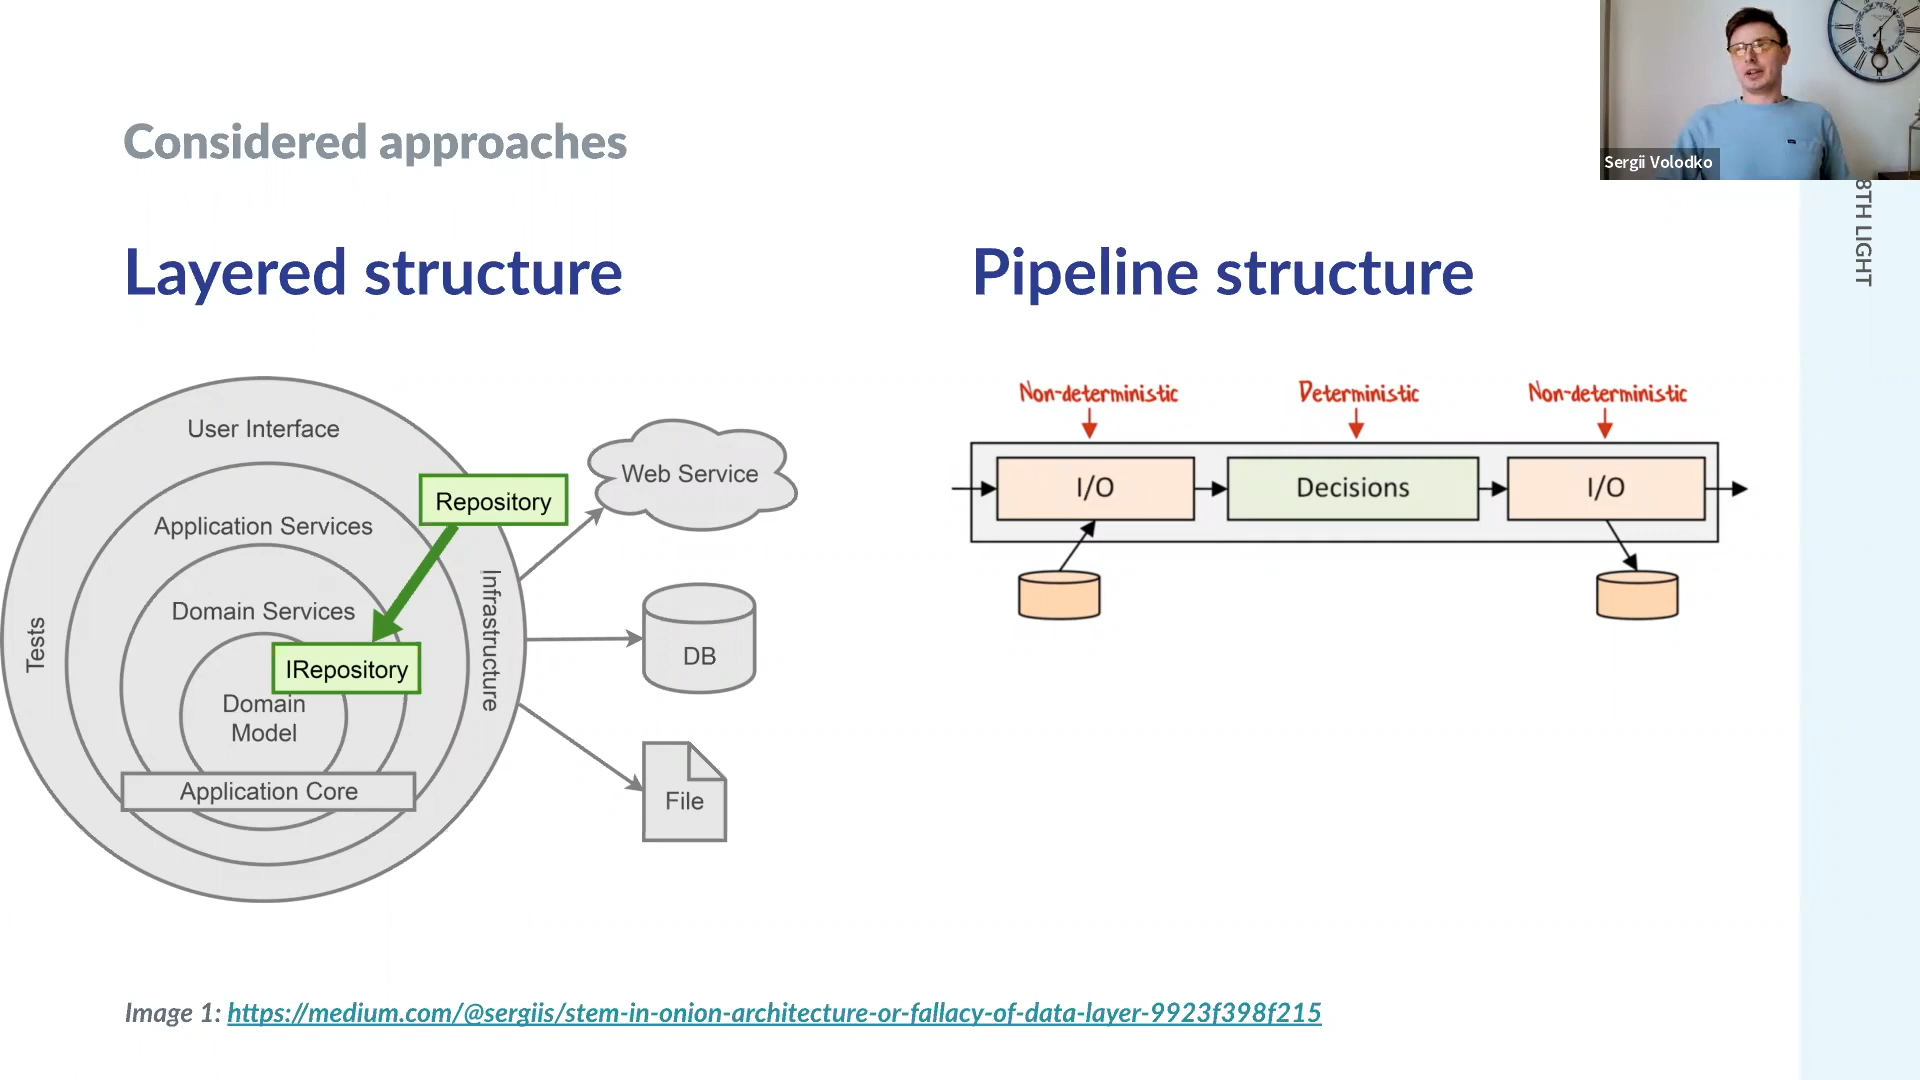 Considered approaches
Sergii Volodko
8TH LIGHT
Layered structure
User Interface
Application Services
Domain Services
Domain
Model
Application Core
Tests
Infrastructure
Repository
IRepository
Web Service
DB
File
Pipeline structure
Non-deterministic
Deterministic
Non-deterministic
I/O
Decisions
I/O
Image 1: https://medium.com/@sergiis/stem-in-onion-architecture-or-fallacy-of-data-layer-9923f398f215